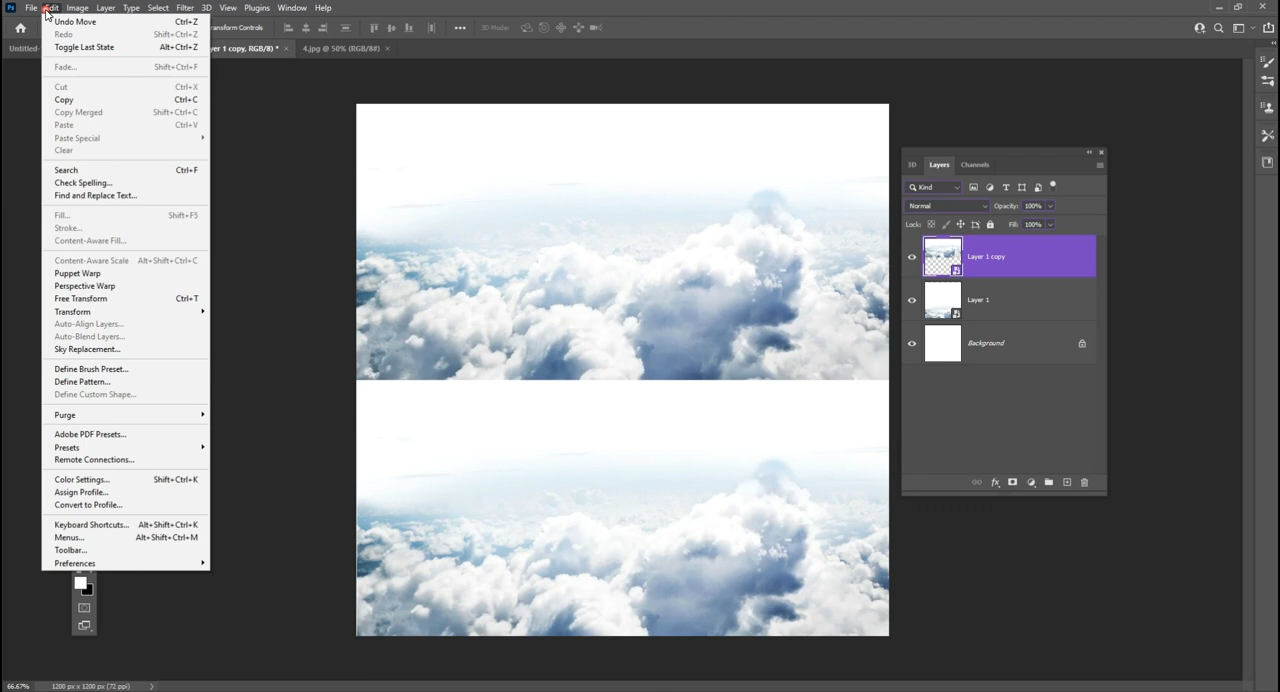 Ps File Edit Image Layer Type Select Filter 3D View Plugins Window Help
ransform Controls
3D Mode:
Untitled-
yer 1 copy, RGB/8) * ×
4.jpg @ 50% (RGB/8#) ×
Undo Move Ctrl+Z
Redo Shift+Ctrl+Z
Toggle Last State Alt+Ctrl+Z
Fade... Shift+Ctrl+F
Cut Ctrl+X
Copy Ctrl+C
Copy Merged Shift+Ctrl+C
Paste Ctrl+V
Paste Special
Clear
Search Ctrl+F
Check Spelling...
Find and Replace Text...
Fill... Shift+F5
Stroke...
Content-Aware Fill...
Content-Aware Scale Alt+Shift+Ctrl+C
Puppet Warp
Perspective Warp
Free Transform Ctrl+T
Transform
Auto-Align Layers...
Auto-Blend Layers...
Sky Replacement...
Define Brush Preset...
Define Pattern...
Define Custom Shape...
Purge
Adobe PDF Presets...
Presets
Remote Connections...
Color Settings... Shift+Ctrl+K
Assign Profile...
Convert to Profile...
Keyboard Shortcuts... Alt+Shift+Ctrl+K
Menus... Alt+Shift+Ctrl+M
Toolbar...
Preferences
3D Layers Channels
Kind
Normal Opacity: 100%
Lock: Fill: 100%
Layer 1 copy
Layer 1
Background
fx
66.67% 1200 px x 1200 px (72 ppi)